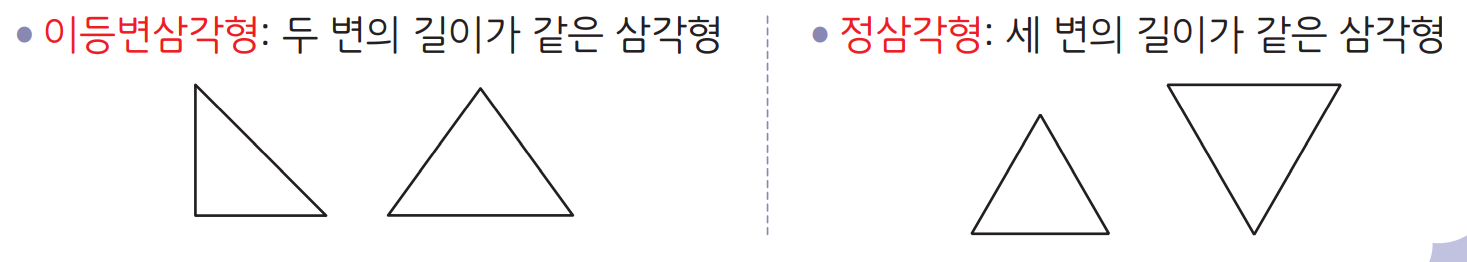 • 이등변삼각형: 두 변의 길이가 같은 삼각형
• 정삼각형: 세 변의 길이가 같은 삼각형